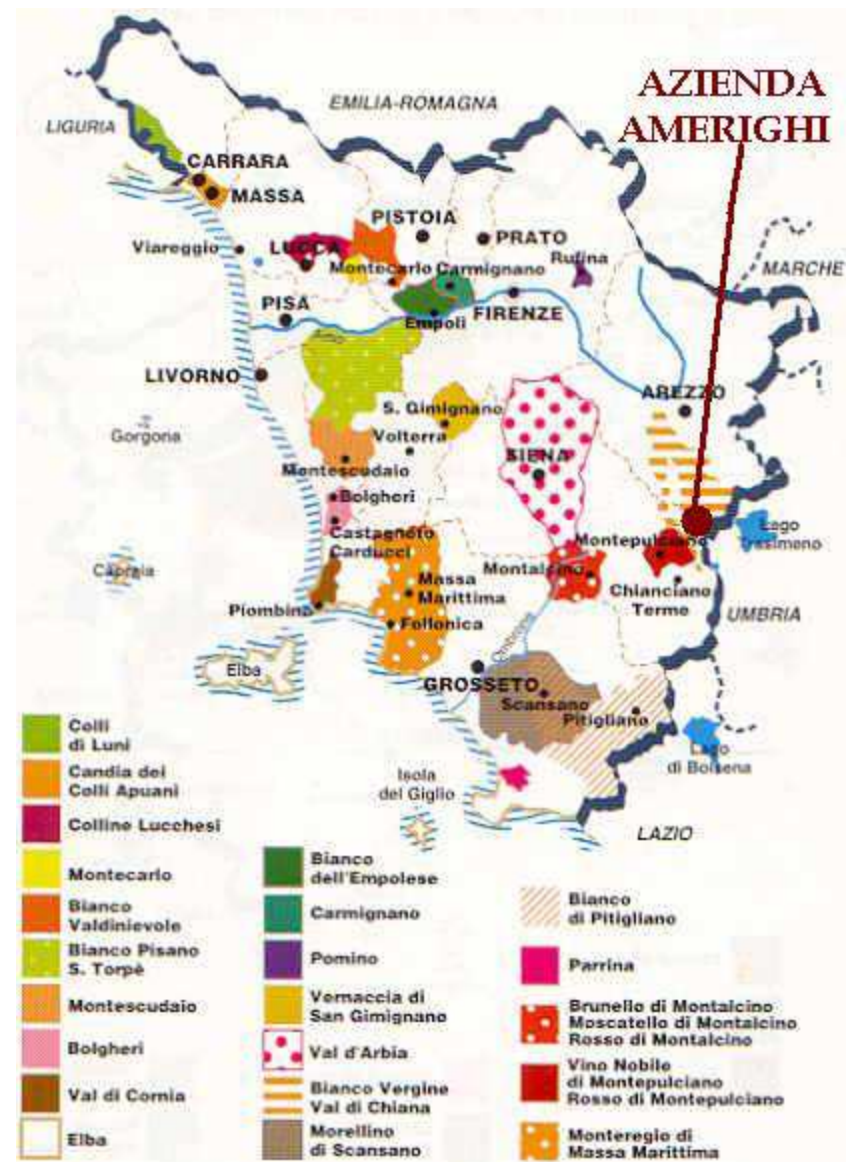 AZIENDA
AMERIGHI
EMILIA-ROMAGNA
LIGURIA
CARRARA
MASSA
PISTOIA
PRATO
Viareggio
LUCCA
Rufina
Montecarlo
Carmignano
MARCHE
PISA
Empoli
FIRENZE
Arno
LIVORNO
AREZZO
S. Gimignano
Gorgona
Volterra
SIENA
Montescudaio
Bolgheri
Castagneto
Carducci
Montepulciano
Lago
Trasimeno
Capraia
Massa
Marittima
Montalcino
Chianciano
Terme
Piombino
Follonica
UMBRIA
Ombrone
Elba
GROSSETO
Scansano
Pitigliano
Lago
di Bolsena
Isola
del Giglio
LAZIO
Colli
di Luni
Candia dei
Colli Apuani
Colline Lucchesi
Montecarlo
Bianco
Valdinievole
Bianco Pisano
S. Torpè
Montescudaio
Bolgheri
Val di Cornia
Elba
Bianco
dell'Empolese
Carmignano
Pomino
Vernaccia di
San Gimignano
Val d'Arbia
Bianco Vergine
Val di Chiana
Morellino
di Scansano
Bianco
di Pitigliano
Parrina
Brunello di Montalcino
Moscatello di Montalcino
Rosso di Montalcino
Vino Nobile
di Montepulciano
Rosso di Montepulciano
Monteregio di
Massa Marittima